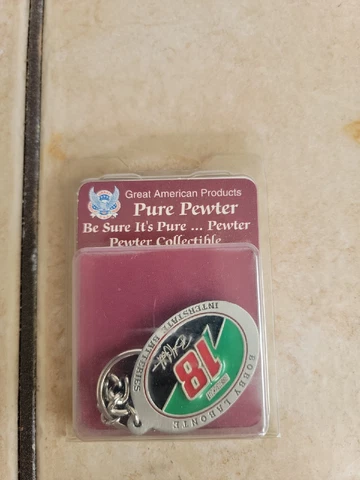 Great American Products
Pure Pewter
Be Sure It's Pure ... Pewter
Pewter Collectible
INTERSTATE BATTERIES
18
BOBBY LABONTE